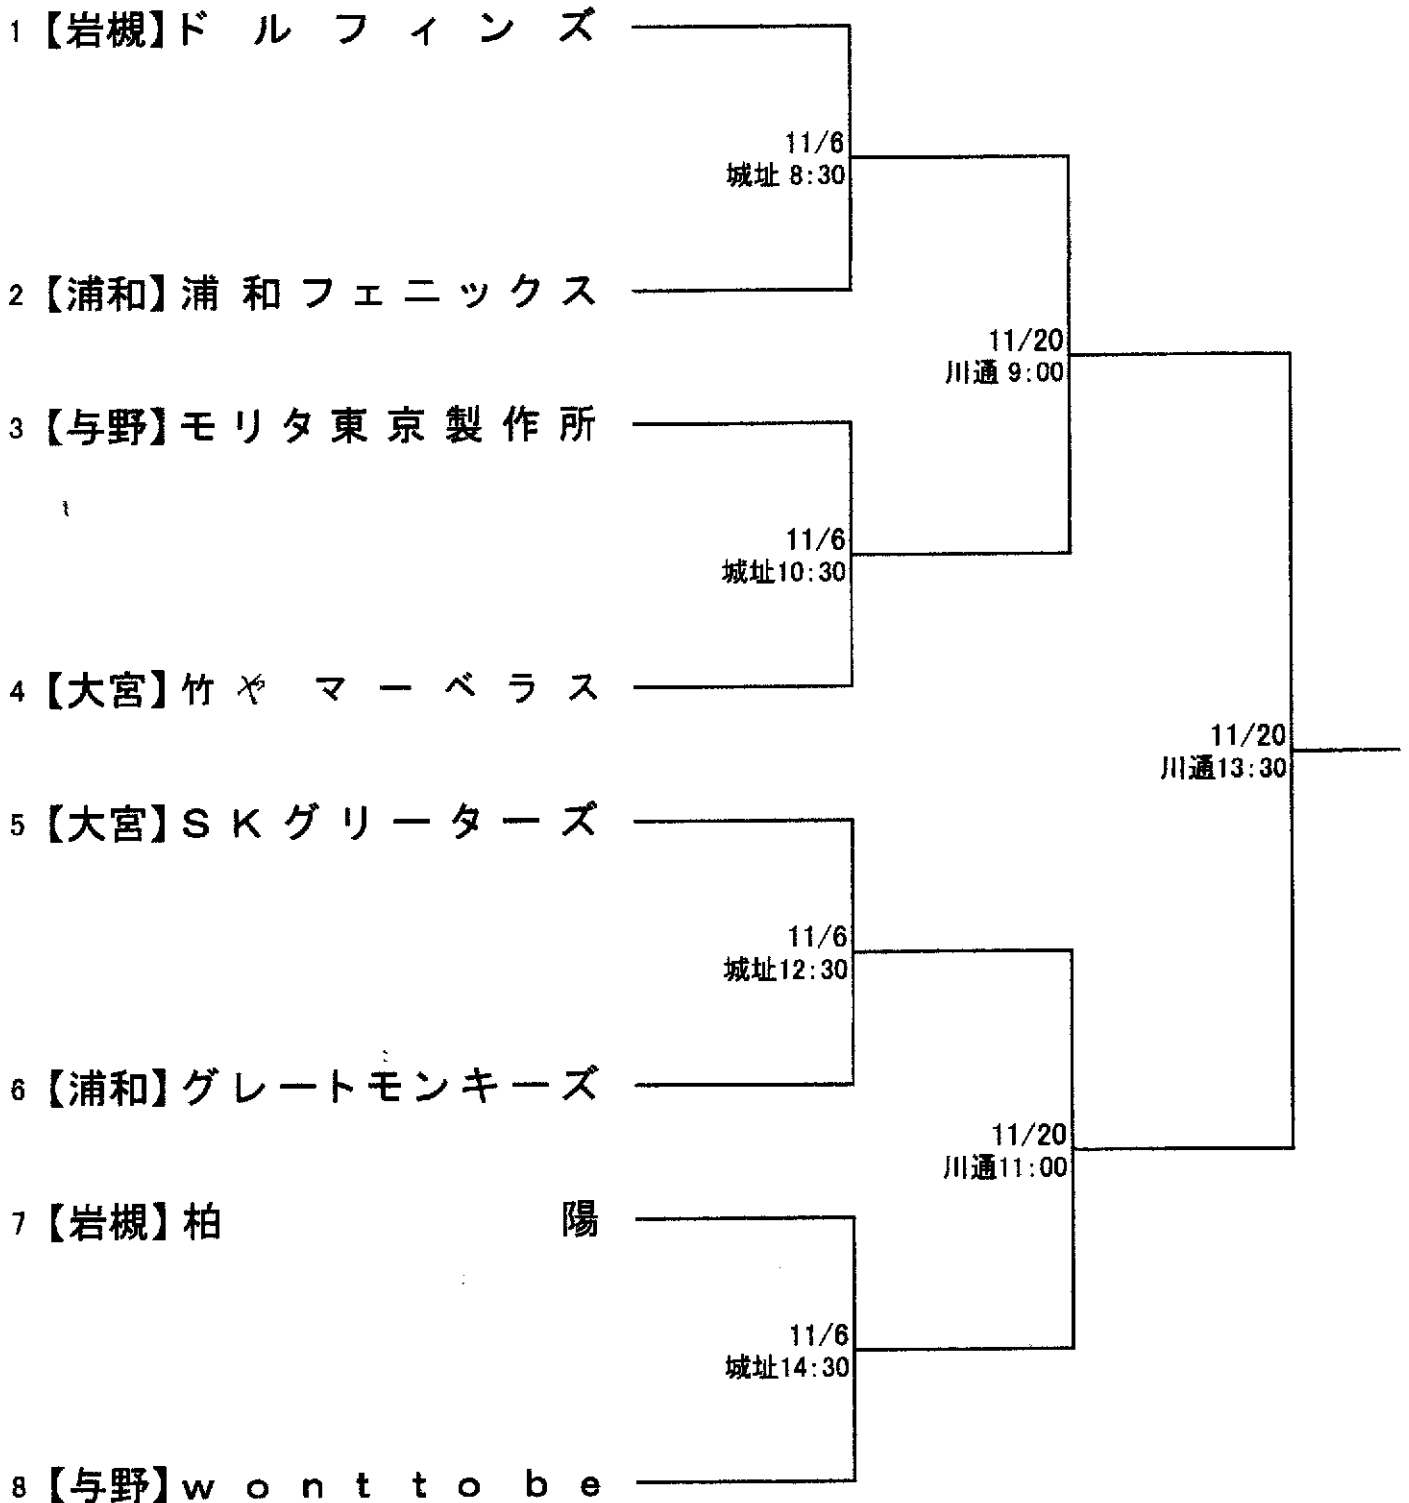 1【岩槻】ドルフィンズ
11/6
城址 8:30
2【浦和】浦和フェニックス
11/20
川通 9:00
3【与野】モリタ東京製作所
11/6
城址10:30
4【大宮】竹や マーベラス
11/20
川通13:30
5【大宮】SKグリーターズ
11/6
城址12:30
6【浦和】グレートモンキーズ
11/20
川通11:00
7【岩槻】柏陽
11/6
城址14:30
8【与野】wonttobe